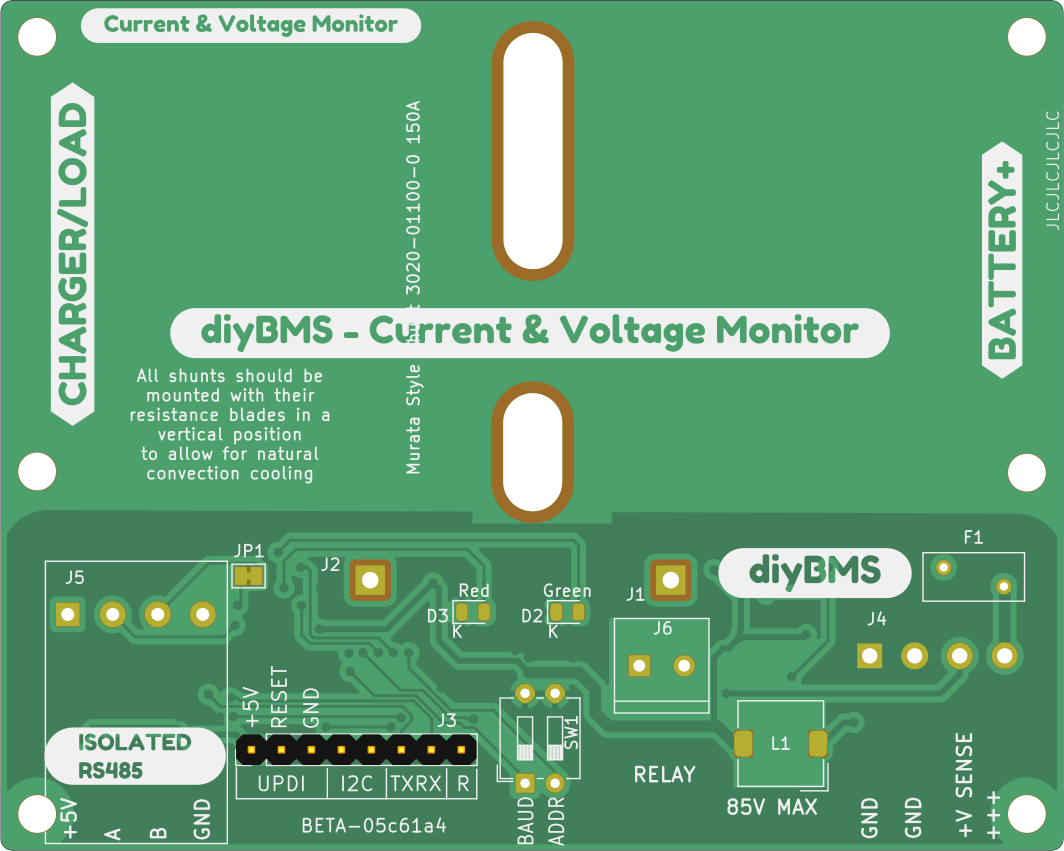 Current & Voltage Monitor
CHARGER/LOAD
BATTERY+
JLCJLCJLCJLC
Murata Style 3020-01100-0 150A
diyBMS - Current & Voltage Monitor
All shunts should be
mounted with their
resistance blades in a
vertical position
to allow for natural
convection cooling
JP1
J5
J2
Red
D3
K
Green
D2
K
J1
diyBMS
F1
J6
J4
+5V
RESET
GND
J3
SW1
L1
ISOLATED
RS485
UPDI
I2C
TXRX
R
RELAY
85V MAX
BETA-05c61a4
+5V
A
B
GND
BAUD
ADDR
GND
GND
+V SENSE
+++